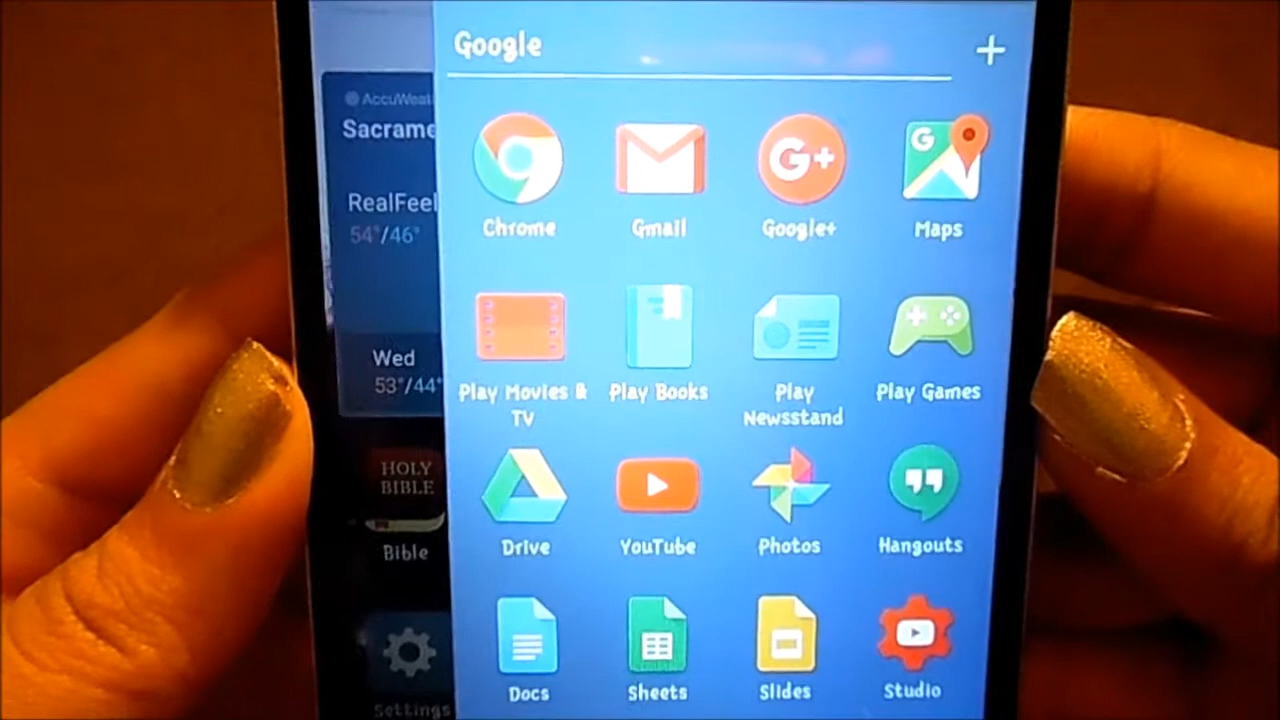 Google
+
AccuWeat
Sacrame
RealFeel
54°/46°
Wed
53°/44°
HOLY
BIBLE
Bible
Settings
G+
G
Chrome
Gmail
Google+
Maps
Play Movies &
TV
Play Books
Play
Newsstand
Play Games
Drive
YouTube
Photos
Hangouts
Docs
Sheets
Slides
Studio